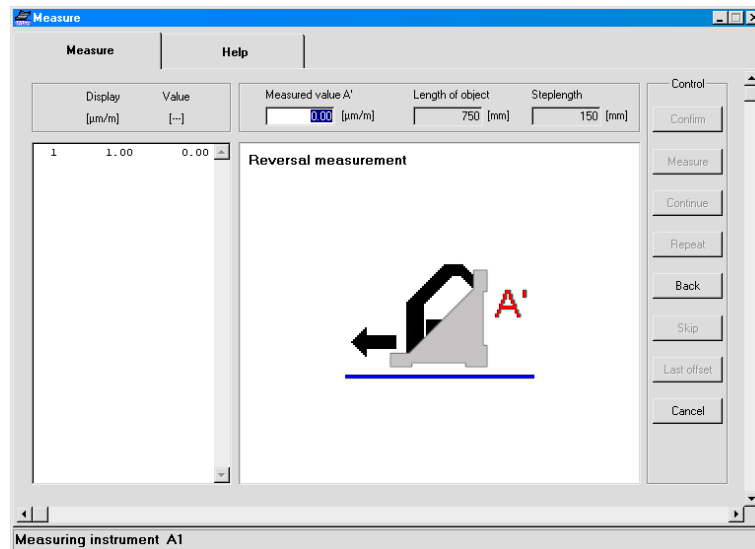 Measure
Measure Help
Display Value
[µm/m] [---]
Measured value A' Length of object Steplength
0.00 [µm/m] 750 [mm] 150 [mm]
1 1.00 0.00
Reversal measurement
A'
Control
Confirm
Measure
Continue
Repeat
Back
Skip
Last offset
Cancel
Measuring instrument A1